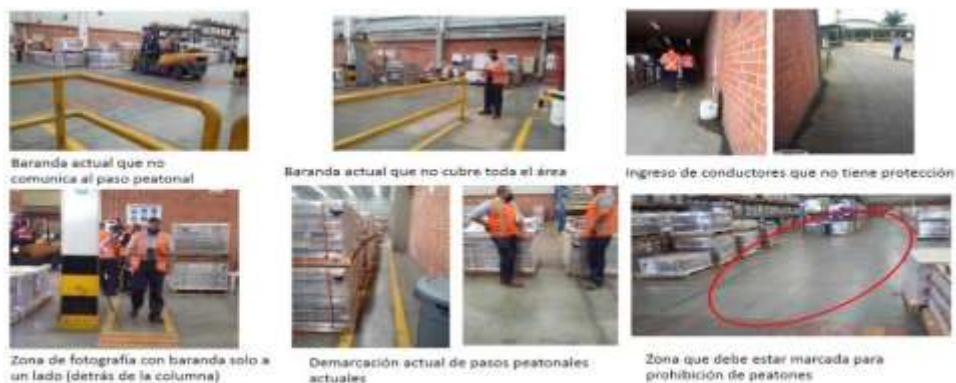 Baranda actual que no
comunica al paso peatonal
Baranda actual que no cubre toda el área
Ingreso de conductores que no tiene protección
Zona de fotografía con baranda solo a
un lado (detrás de la columna)
Demarcación actual de pasos peatonales
actuales
Zona que debe estar marcada para
prohibición de peatones